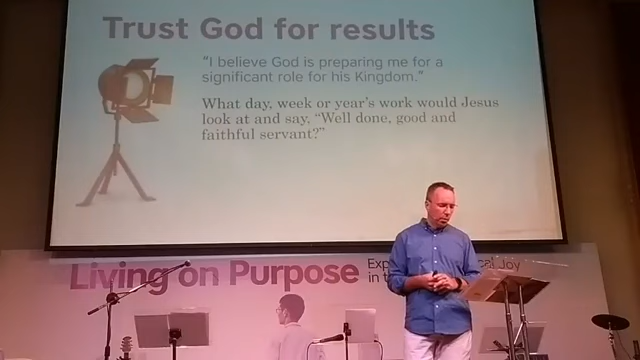 Trust God for results
"I believe God is preparing me for a
significant role for his Kingdom."
What day, week or year's work would Jesus
look at and say, "Well done, good and
faithful servant?"
Living on Purpose
Joy
in